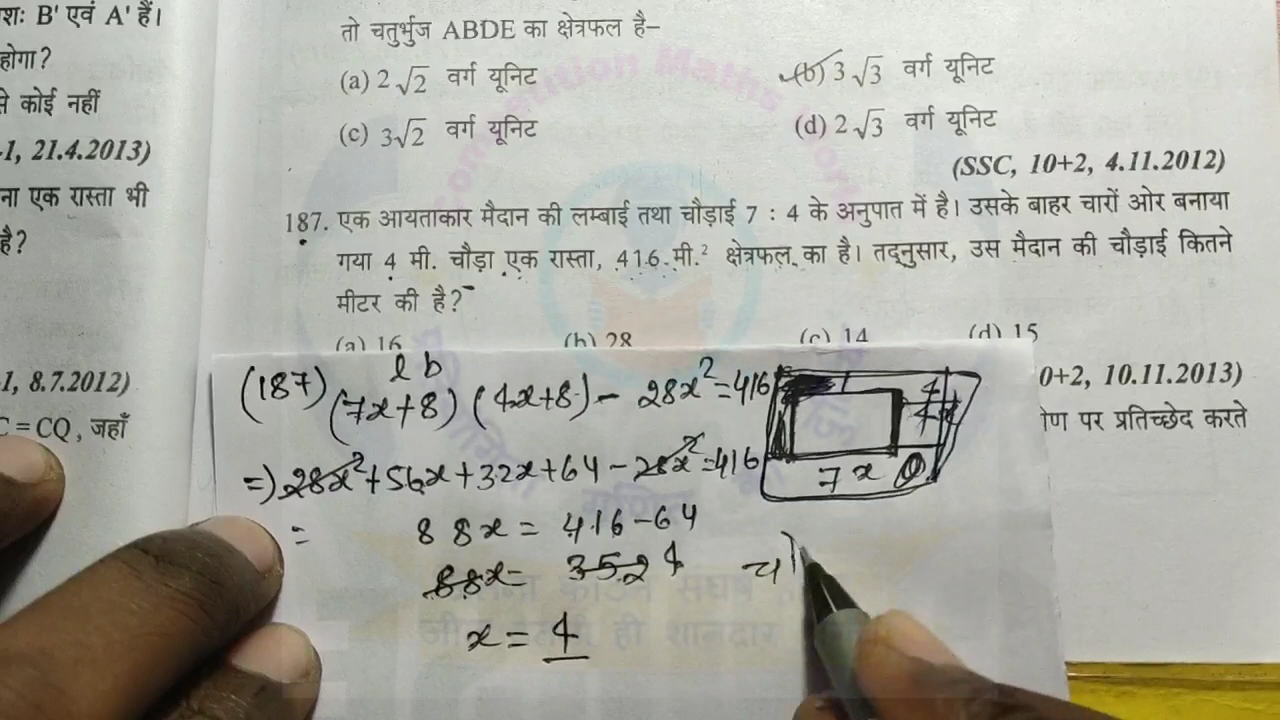 शः B' एवं A' हैं।
होगा?
से कोई नहीं
-1, 21.4.2013)
ना एक रास्ता भी
है?
-1, 8.7.2012)
C = CQ, जहाँ
तो चतुर्भुज ABDE का क्षेत्रफल है–
(a) 2√2 वर्ग यूनिट
(b) 3√3 वर्ग यूनिट
(c) 3√2 वर्ग यूनिट
(d) 2√3 वर्ग यूनिट
(SSC, 10+2, 4.11.2012)
187. एक आयताकार मैदान की लम्बाई तथा चौड़ाई 7 : 4 के अनुपात में है। उसके बाहर चारों ओर बनाया
गया 4 मी. चौड़ा एक रास्ता, 416 मी.² क्षेत्रफल का है। तद्नुसार, उस मैदान की चौड़ाई कितने
मीटर की है?
(a) 16 (b) 28 (c) 14 (d) 15
0+2, 10.11.2013)
ोण पर प्रतिच्छेद करते
l b
(187) (7x+8) (4x+8) - 28x² = 416
=) 28x² + 56x + 32x + 64 - 28x² = 416
= 88x = 416 - 64
88x = 352 4
x = 4
7x
4